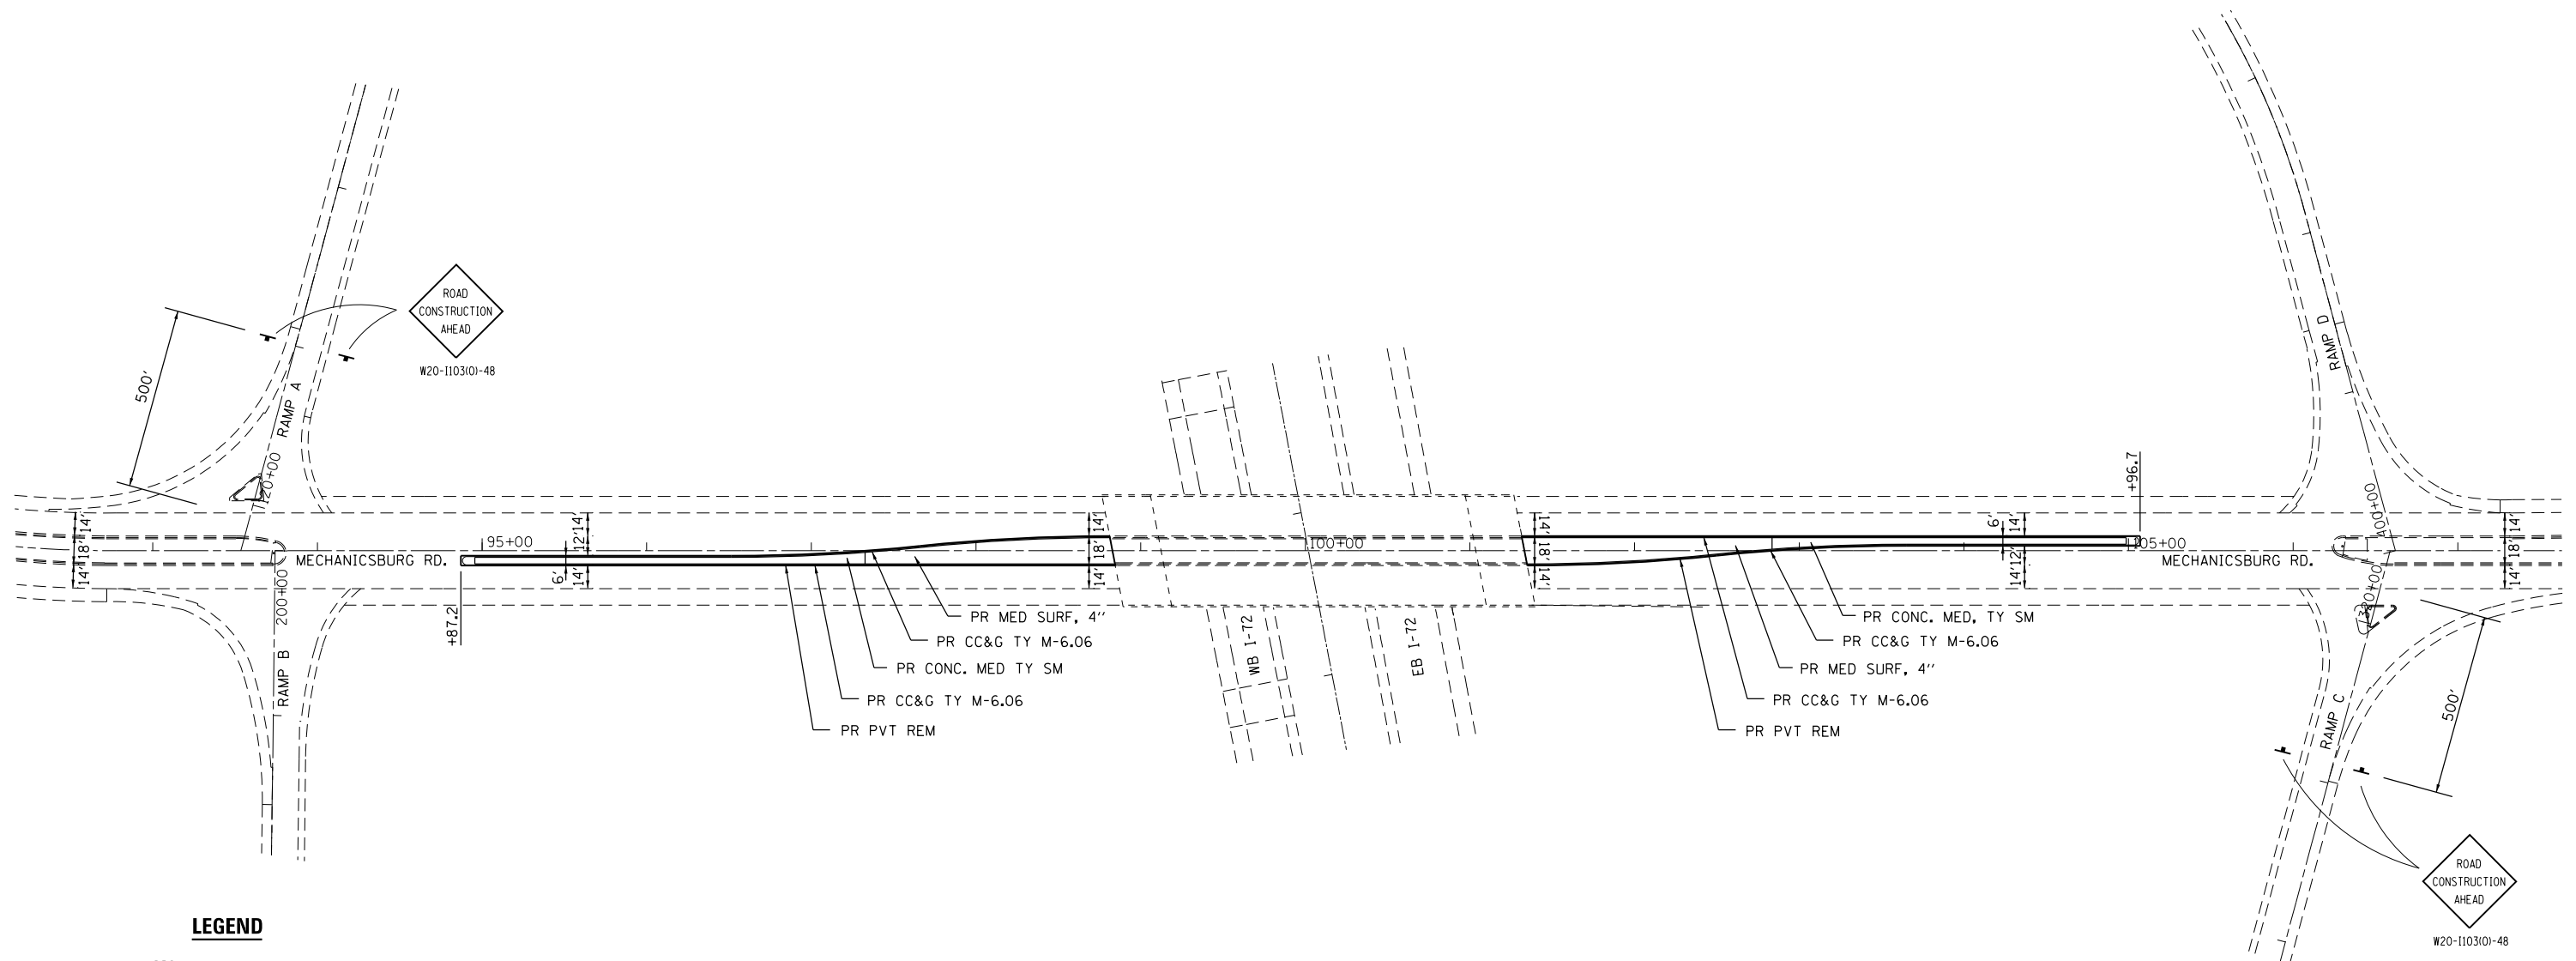 ROAD
CONSTRUCTION
AHEAD
W20-I103(0)-48
500'
RAMP A
120+00
RAMP D
+96.7
400+00
14'
18'
14'
MECHANICSBURG RD.
95+00
12'
14'
6'
14'
14'
18'
14'
100+00
14'
18'
14'
6'
14'
12'
14'
105+00
MECHANICSBURG RD.
14'
18'
14'
200+00
RAMP B
+87.2
PR MED SURF, 4''
PR CC&G TY M-6.06
PR CONC. MED TY SM
PR CC&G TY M-6.06
PR PVT REM
WB I-72
EB I-72
PR CONC. MED, TY SM
PR CC&G TY M-6.06
PR MED SURF, 4''
PR CC&G TY M-6.06
PR PVT REM
320+00
RAMP C
500'
ROAD
CONSTRUCTION
AHEAD
W20-I103(0)-48
LEGEND